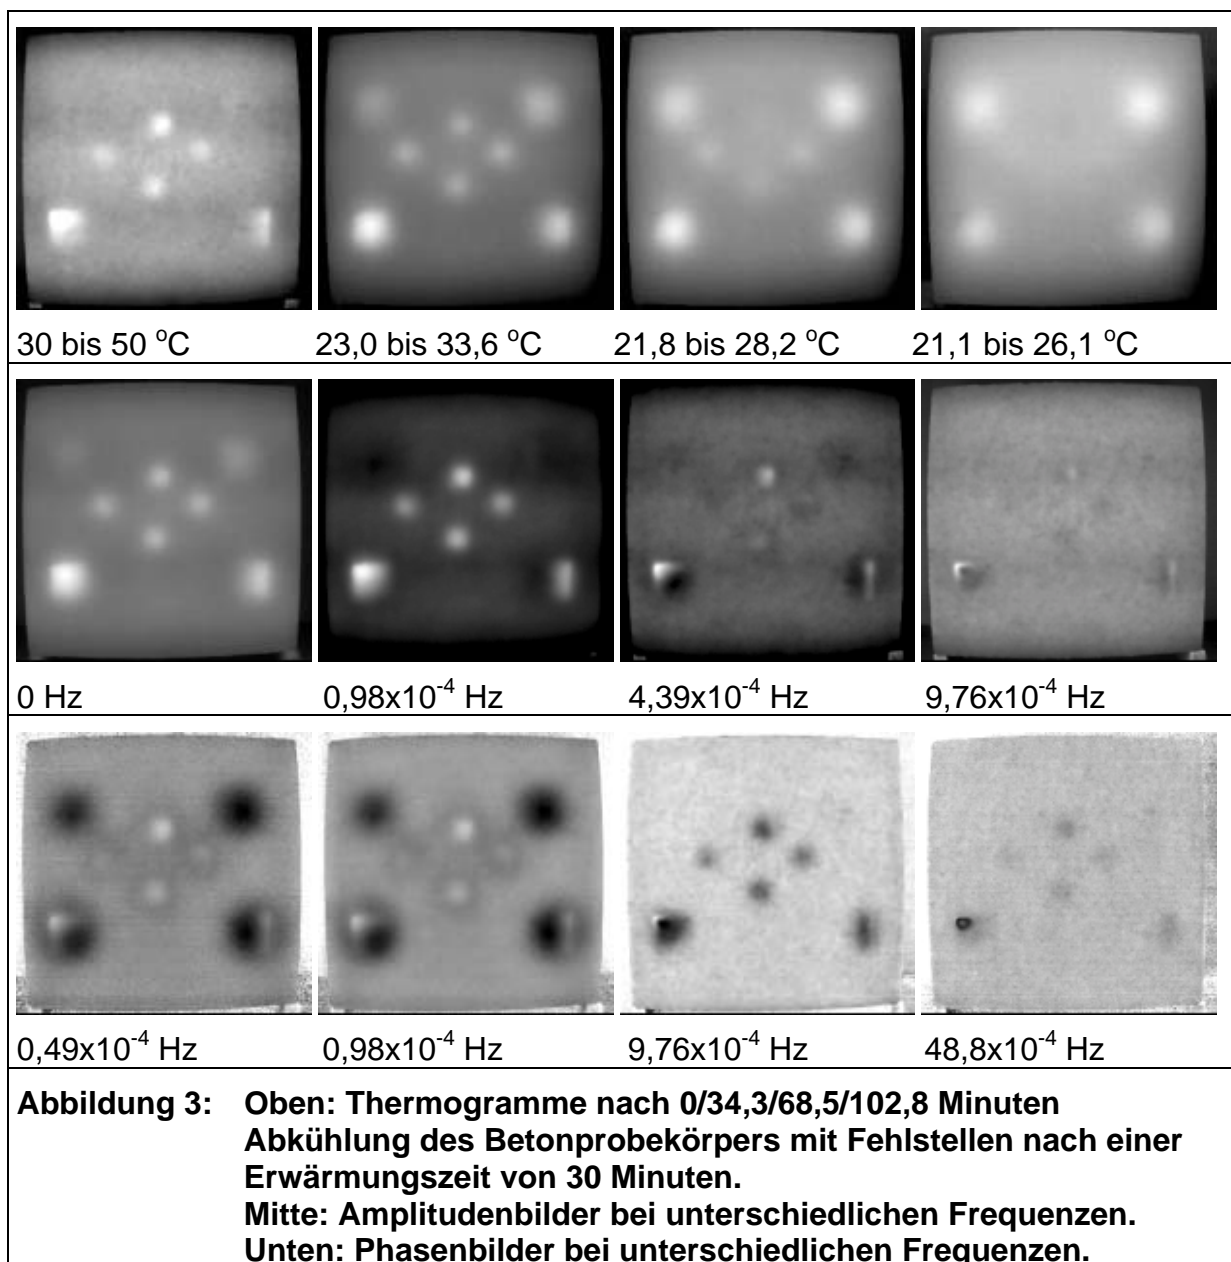 30 bis 50 °C 23,0 bis 33,6 °C 21,8 bis 28,2 °C 21,1 bis 26,1 °C
0 Hz 0,98x10⁻⁴ Hz 4,39x10⁻⁴ Hz 9,76x10⁻⁴ Hz
0,49x10⁻⁴ Hz 0,98x10⁻⁴ Hz 9,76x10⁻⁴ Hz 48,8x10⁻⁴ Hz
Abbildung 3: Oben: Thermogramme nach 0/34,3/68,5/102,8 Minuten
Abkühlung des Betonprobekörpers mit Fehlstellen nach einer
Erwärmungszeit von 30 Minuten.
Mitte: Amplitudenbilder bei unterschiedlichen Frequenzen.
Unten: Phasenbilder bei unterschiedlichen Frequenzen.